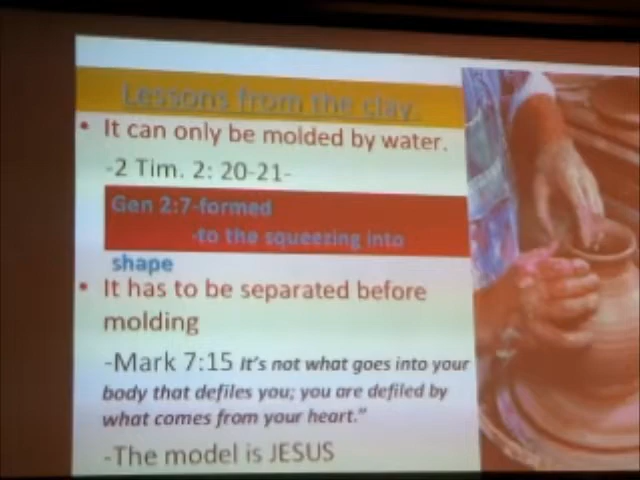 Lessons from the clay.
• It can only be molded by water.
-2 Tim. 2: 20-21-
Gen 2:7-formed
-to the squeezing into
shape
• It has to be separated before
molding
-Mark 7:15 It's not what goes into your
body that defiles you; you are defiled by
what comes from your heart."
-The model is JESUS